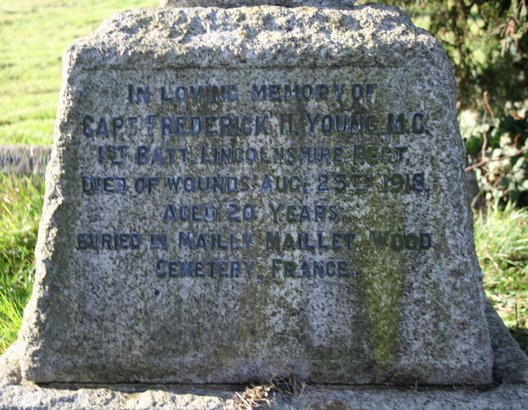 In loving memory of
Capt. Frederick H. Young, M.C.
1st Batt. Lincolnshire Regt.
Died of wounds Aug. 25th 1918,
Aged 20 years.
Buried in Mailly Maillet Wood
Cemetery, France.